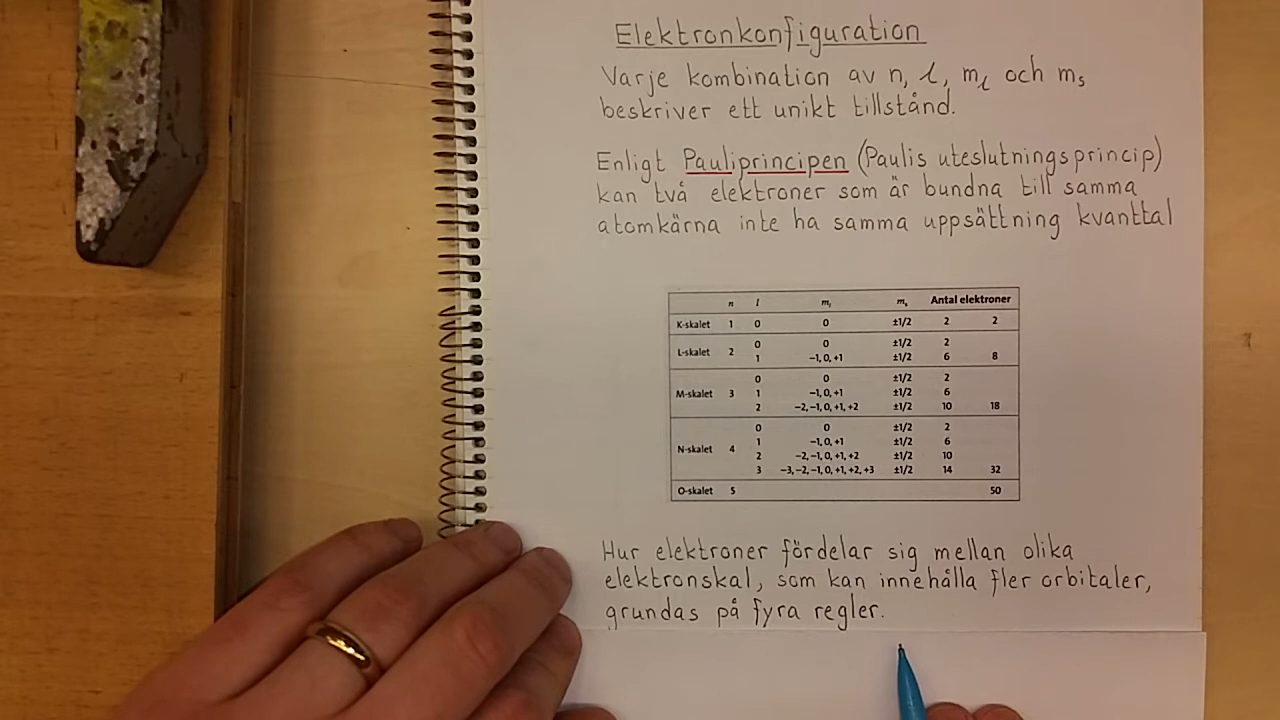 Elektronkonfiguration
Varje kombination av n, l, ml och ms
beskriver ett unikt tillstånd.
Enligt Pauliprincipen (Paulis uteslutningsprincip)
kan två elektroner som är bundna till samma
atomkärna inte ha samma uppsättning kvanttal
n l ml ms Antal elektroner
K-skalet 1 0 0 ±1/2 2 2
0 0 ±1/2 2
L-skalet 2 1 −1, 0, +1 ±1/2 6 8
0 0 ±1/2 2
M-skalet 3 1 −1, 0, +1 ±1/2 6
2 −2, −1, 0, +1, +2 ±1/2 10 18
0 0 ±1/2 2
1 −1, 0, +1 ±1/2 6
N-skalet 4 2 −2, −1, 0, +1, +2 ±1/2 10
3 −3, −2, −1, 0, +1, +2, +3 ±1/2 14 32
O-skalet 5 50
Hur elektroner fördelar sig mellan olika
elektronskal, som kan innehålla fler orbitaler,
grundas på fyra regler.